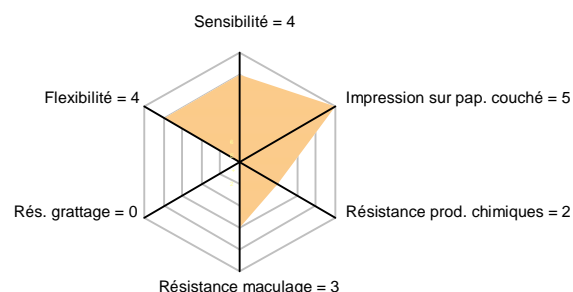 Sensibilité = 4
Flexibilité = 4
Impression sur pap. couché = 5
Rés. grattage = 0
Résistance prod. chimiques = 2
Résistance maculage = 3